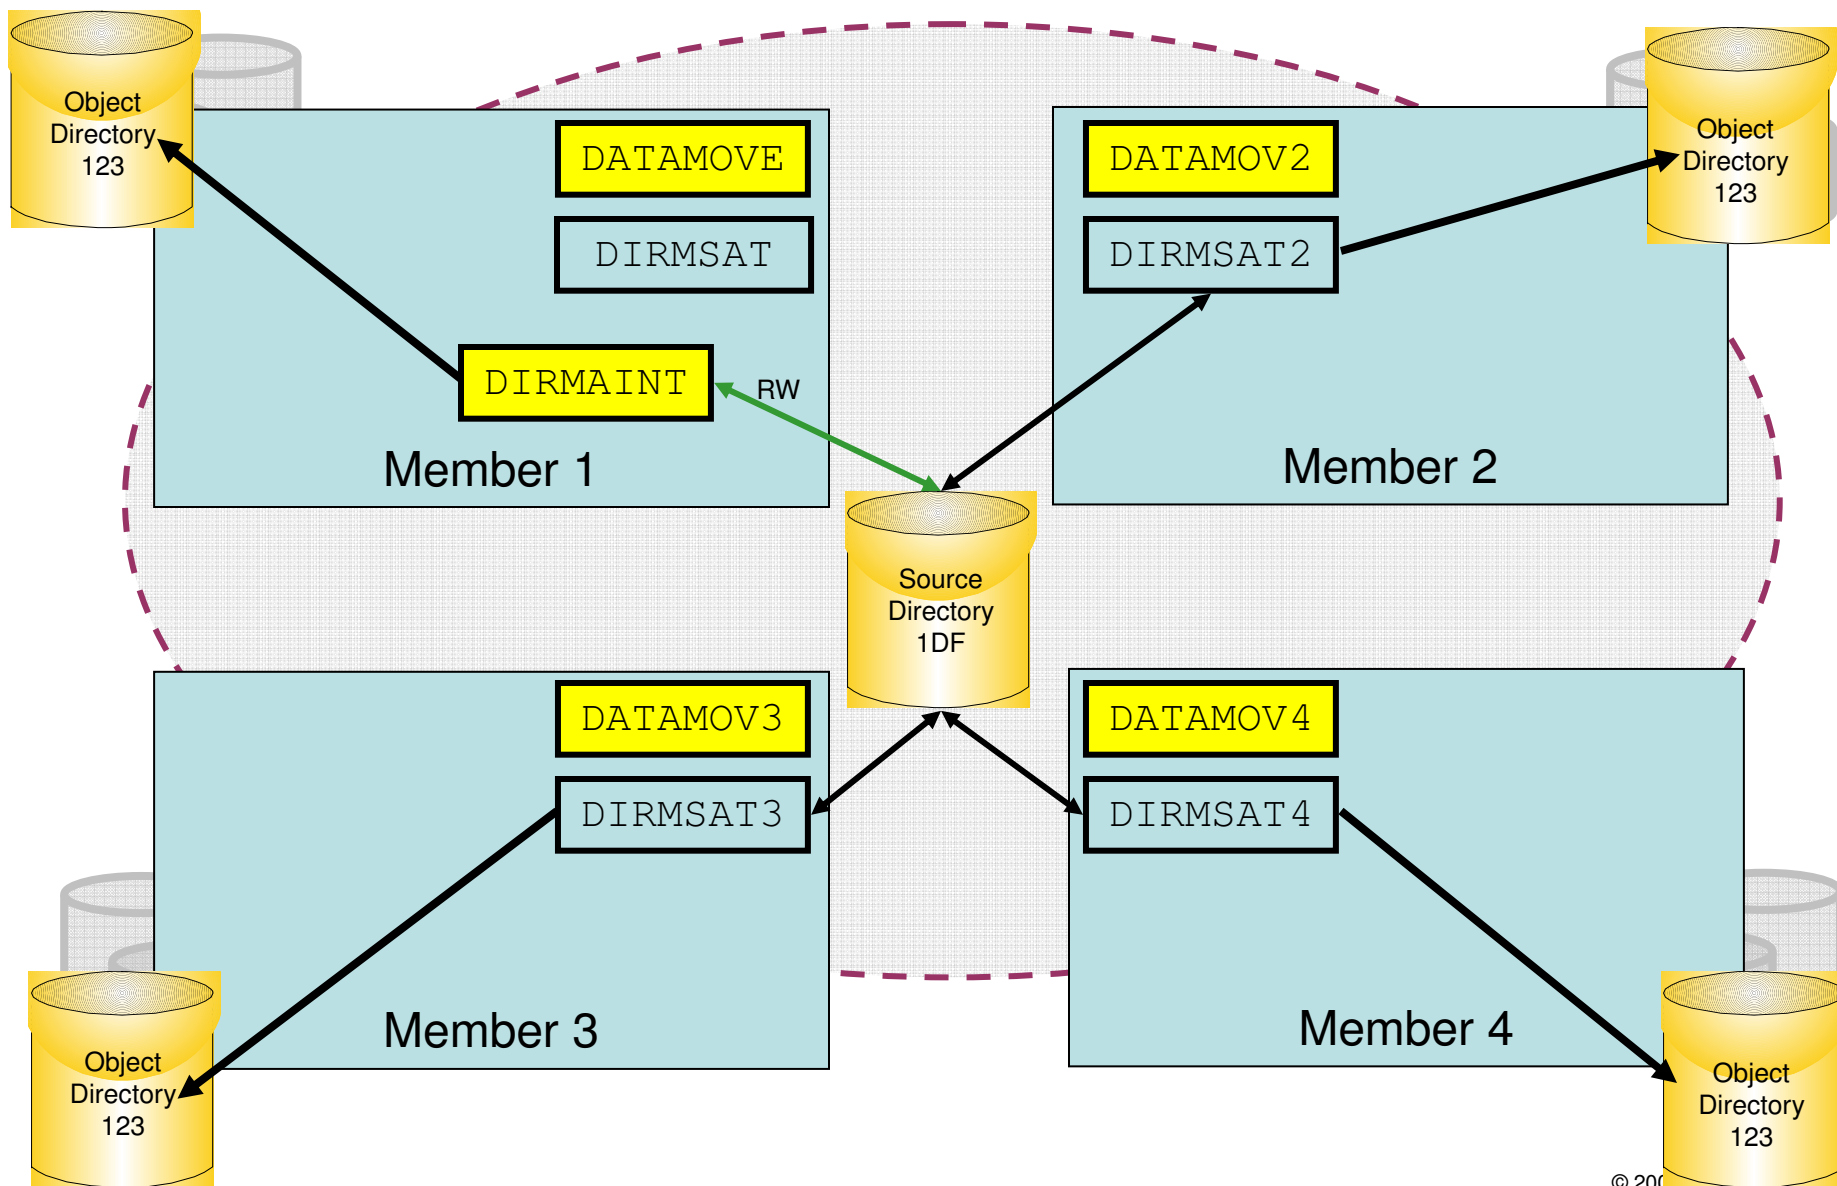 Object
Directory
123
DATAMOVE
DIRMSAT
DIRMAINT
RW
Member 1
DATAMOV2
DIRMSAT2
Member 2
Object
Directory
123
Source
Directory
1DF
DATAMOV3
DIRMSAT3
Member 3
Object
Directory
123
DATAMOV4
DIRMSAT4
Member 4
Object
Directory
123
©